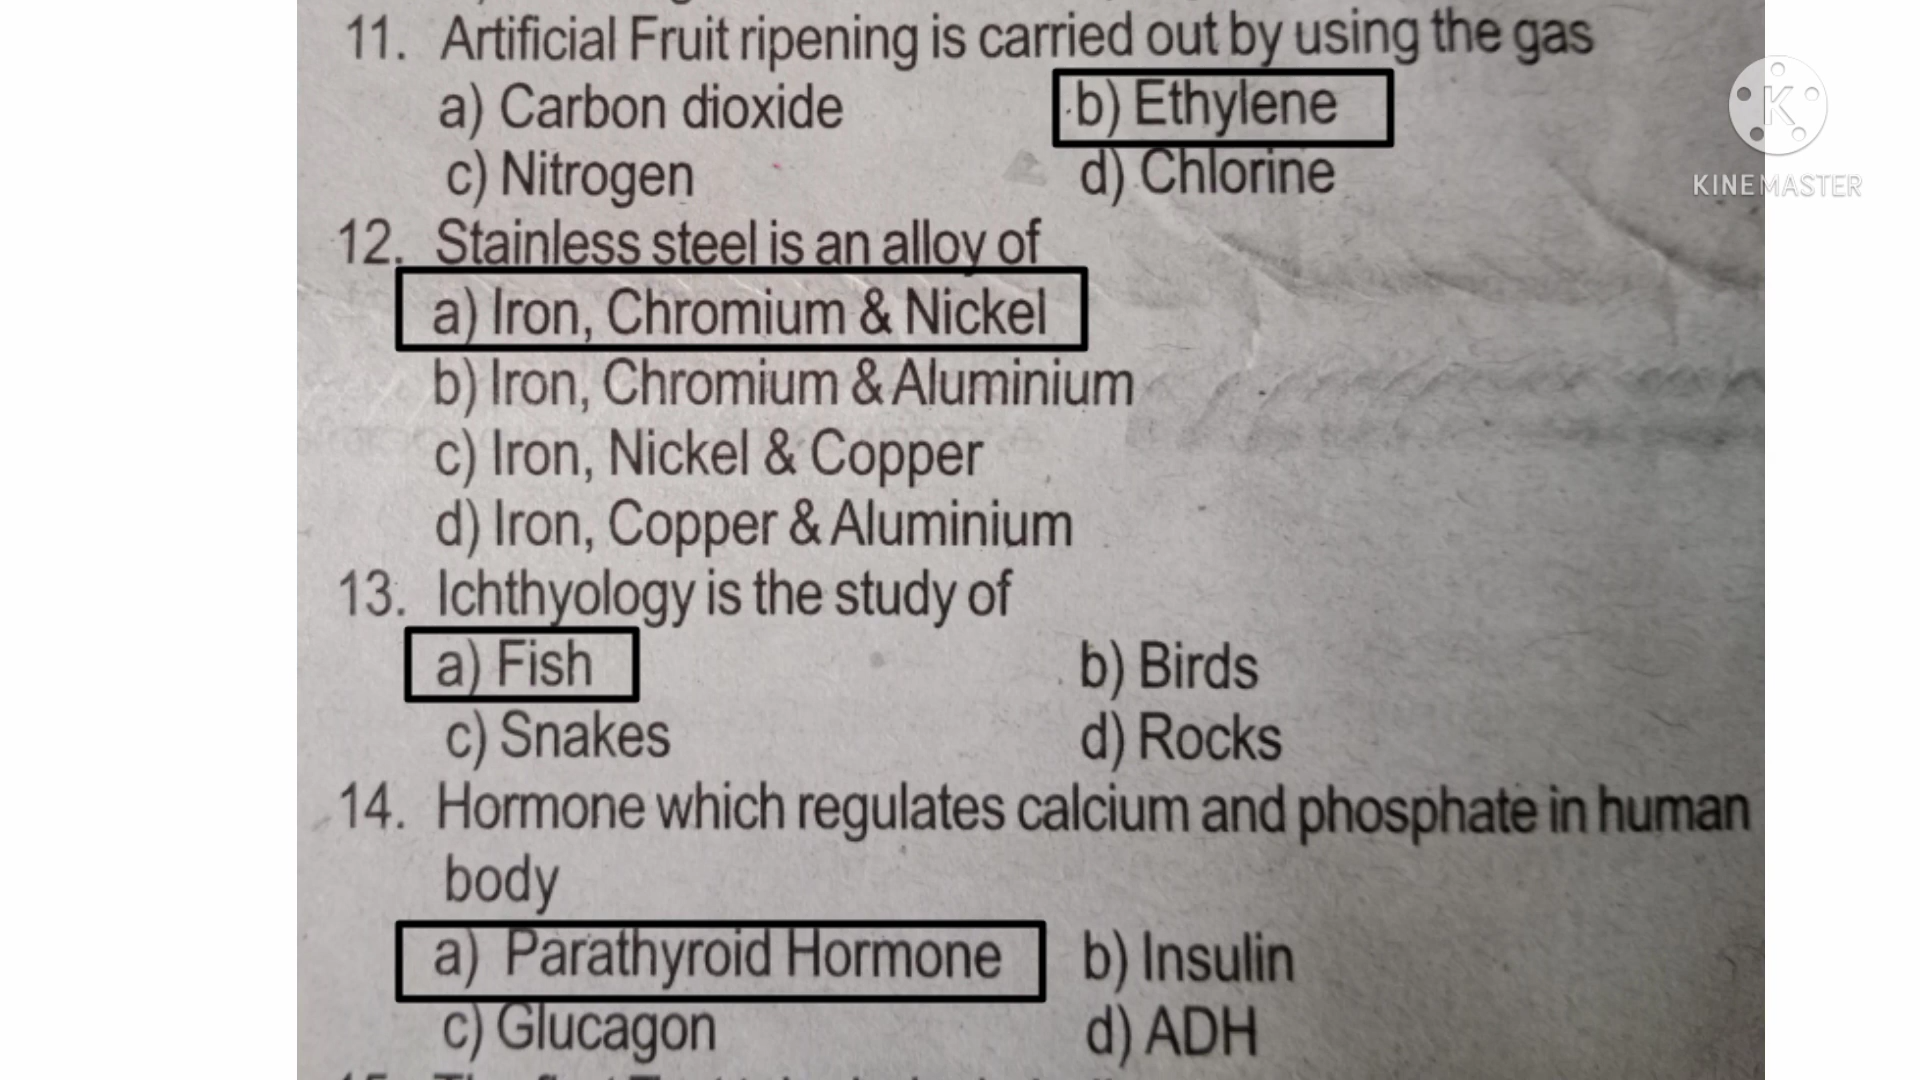 11. Artificial Fruit ripening is carried out by using the gas
a) Carbon dioxide b) Ethylene
c) Nitrogen d) Chlorine
KINEMASTER
12. Stainless steel is an alloy of
a) Iron, Chromium & Nickel
b) Iron, Chromium & Aluminium
c) Iron, Nickel & Copper
d) Iron, Copper & Aluminium
13. Ichthyology is the study of
a) Fish b) Birds
c) Snakes d) Rocks
14. Hormone which regulates calcium and phosphate in human
body
a) Parathyroid Hormone b) Insulin
c) Glucagon d) ADH